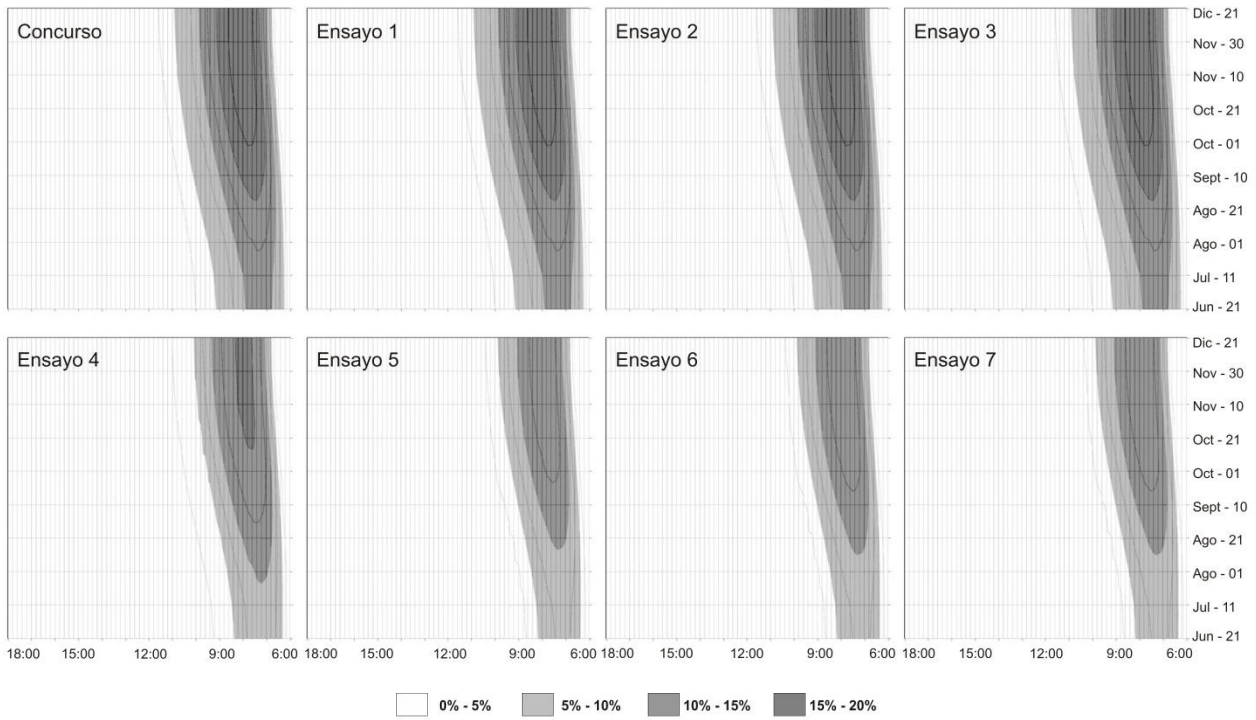 Concurso Ensayo 1 Ensayo 2 Ensayo 3 Dic - 21
Nov - 30
Nov - 10
Oct - 21
Oct - 01
Sept - 10
Ago - 21
Ago - 01
Jul - 11
Jun - 21
Ensayo 4 Ensayo 5 Ensayo 6 Ensayo 7 Dic - 21
Nov - 30
Nov - 10
Oct - 21
Oct - 01
Sept - 10
Ago - 21
Ago - 01
Jul - 11
Jun - 21
18:00 15:00 12:00 9:00 6:00 18:00 15:00 12:00 9:00 6:00 18:00 15:00 12:00 9:00 6:00 18:00 15:00 12:00 9:00 6:00
0% - 5% 5% - 10% 10% - 15% 15% - 20%